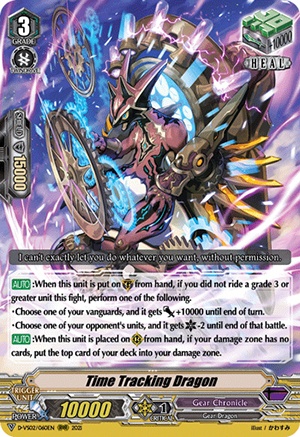 3
GRADE
+10000
HEAL
15000
I can't exactly let you do whatever you want, without permission.
AUTO:When this unit is put on from hand, if you did not ride a grade 3 or
greater unit this fight, perform one of the following.
·Choose one of your vanguards, and it gets +10000 until end of turn.
·Choose one of your opponent's units, and it gets -2 until end of that battle.
AUTO:When this unit is placed on from hand, if your damage zone has no
cards, put the top card of your deck into your damage zone.
Time Tracking Dragon
TRIGGER
UNIT
POWER
10000
1
CRITICAL
Gear Chronicle
Gear Dragon
D-VS02/060EN
2021
Illust / かわすみ